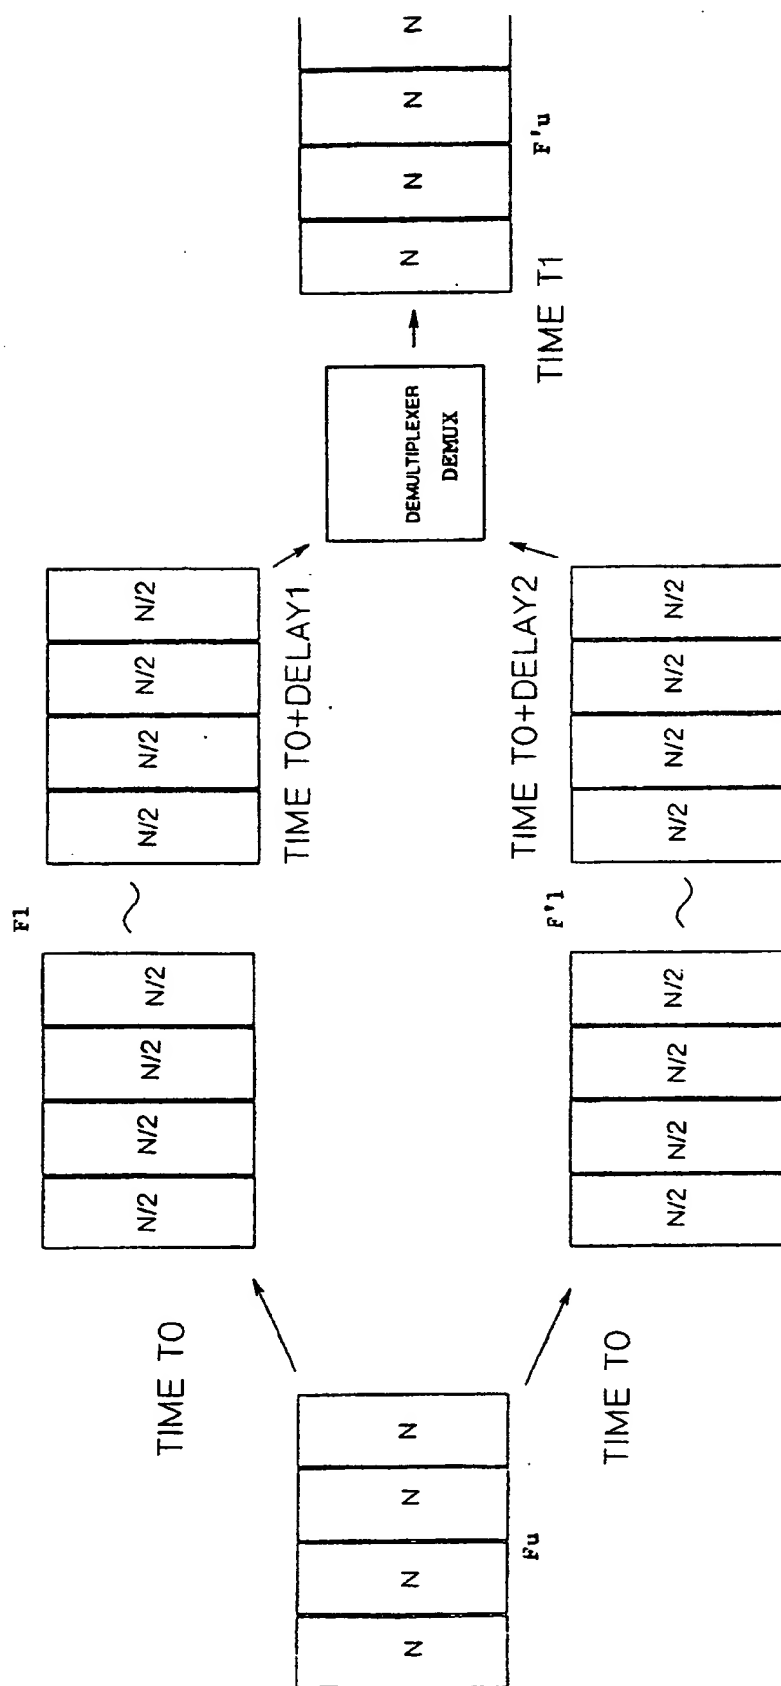 F1
N/2 N/2 N/2 N/2
N/2 N/2 N/2 N/2
TIME TO
TIME TO+DELAY1
N N N N
Fu
DEMULTIPLEXER
DEMUX
N N N N
F'u
TIME T1
TIME TO
TIME TO+DELAY2
F'1
N/2 N/2 N/2 N/2
N/2 N/2 N/2 N/2